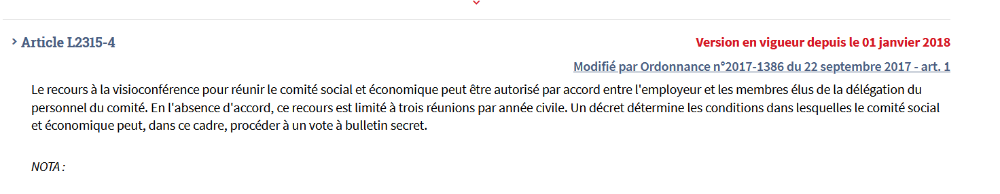 Article L2315-4
Version en vigueur depuis le 01 janvier 2018
Modifié par Ordonnance n°2017-1386 du 22 septembre 2017 - art. 1
Le recours à la visioconférence pour réunir le comité social et économique peut être autorisé par accord entre l'employeur et les membres élus de la délégation du
personnel du comité. En l'absence d'accord, ce recours est limité à trois réunions par année civile. Un décret détermine les conditions dans lesquelles le comité social
et économique peut, dans ce cadre, procéder à un vote à bulletin secret.
NOTA :